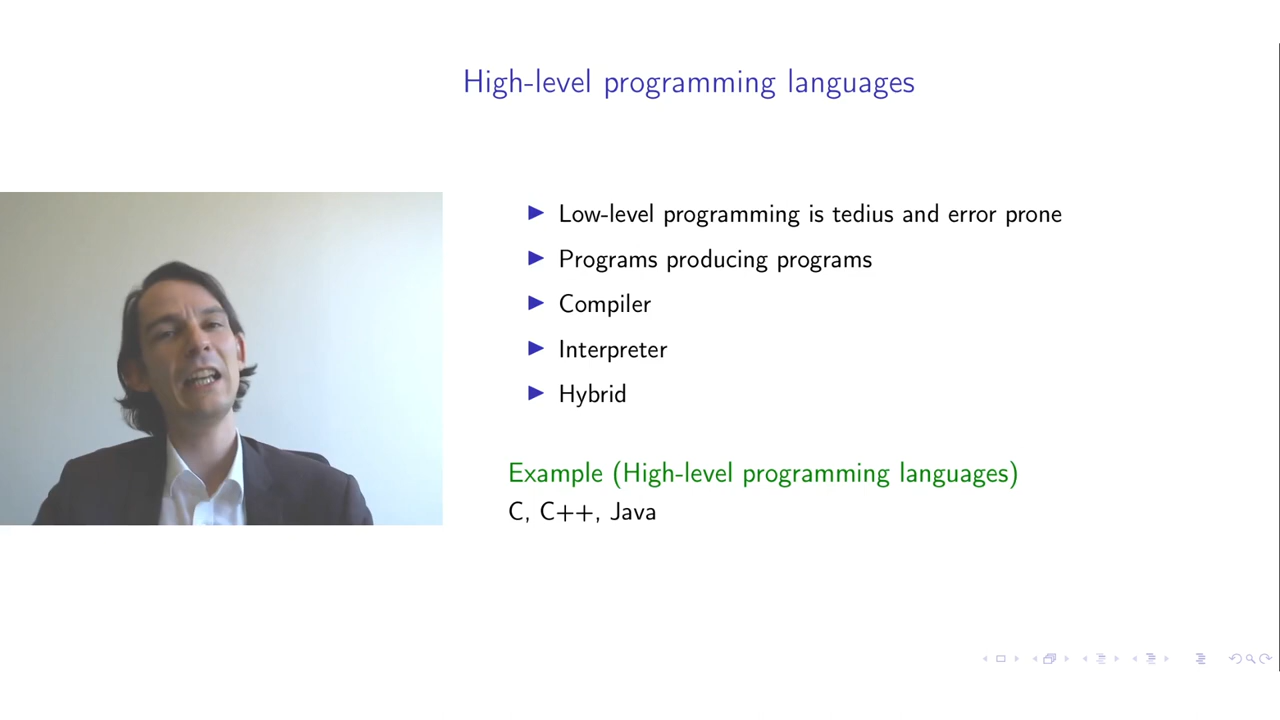 High-level programming languages
Low-level programming is tedius and error prone
Programs producing programs
Compiler
Interpreter
Hybrid
Example (High-level programming languages)
C, C++, Java